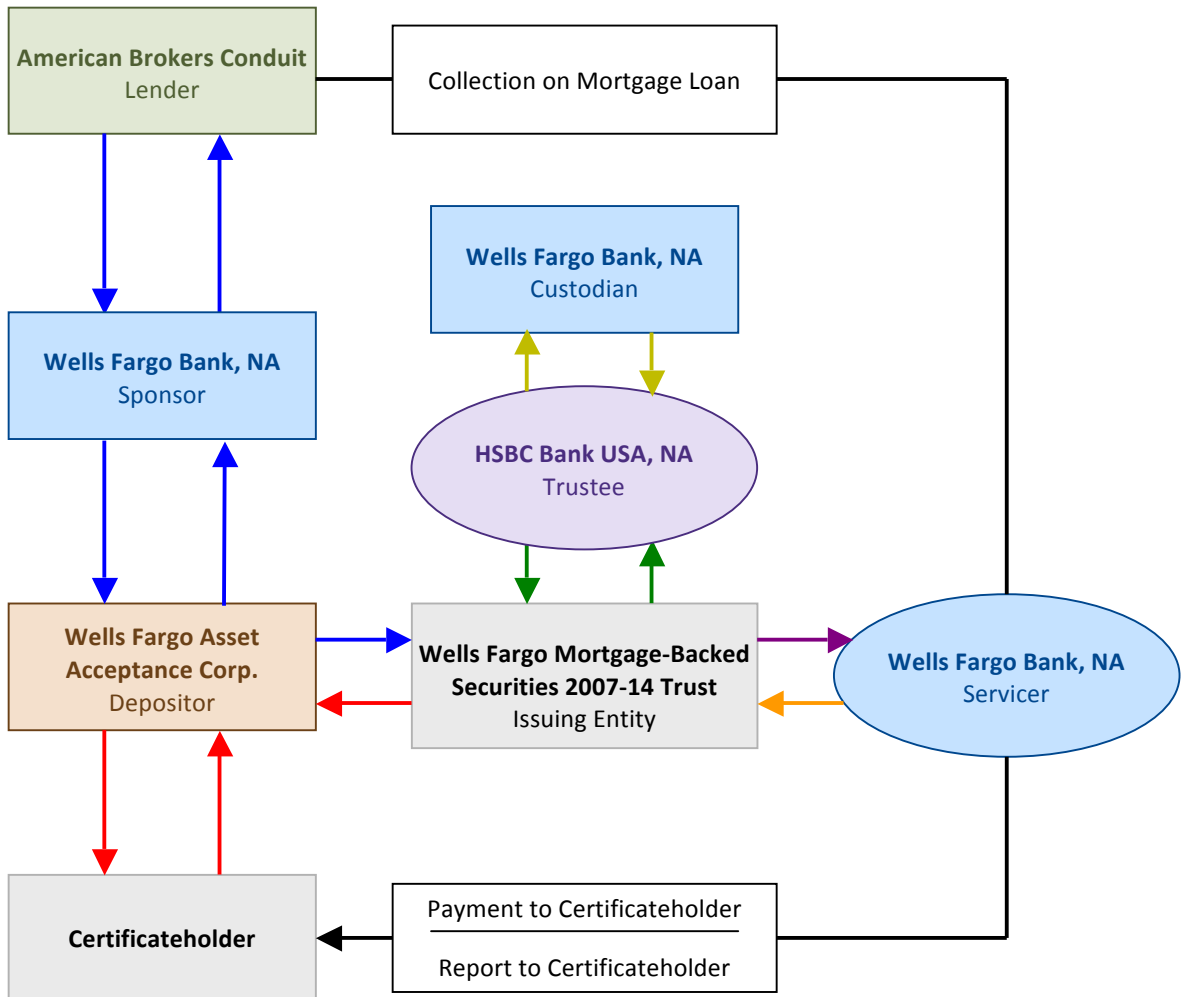 American Brokers Conduit
Lender
Collection on Mortgage Loan
Wells Fargo Bank, NA
Custodian
Wells Fargo Bank, NA
Sponsor
HSBC Bank USA, NA
Trustee
Wells Fargo Asset
Acceptance Corp.
Depositor
Wells Fargo Mortgage-Backed
Securities 2007-14 Trust
Issuing Entity
Wells Fargo Bank, NA
Servicer
Certificateholder
Payment to Certificateholder
Report to Certificateholder